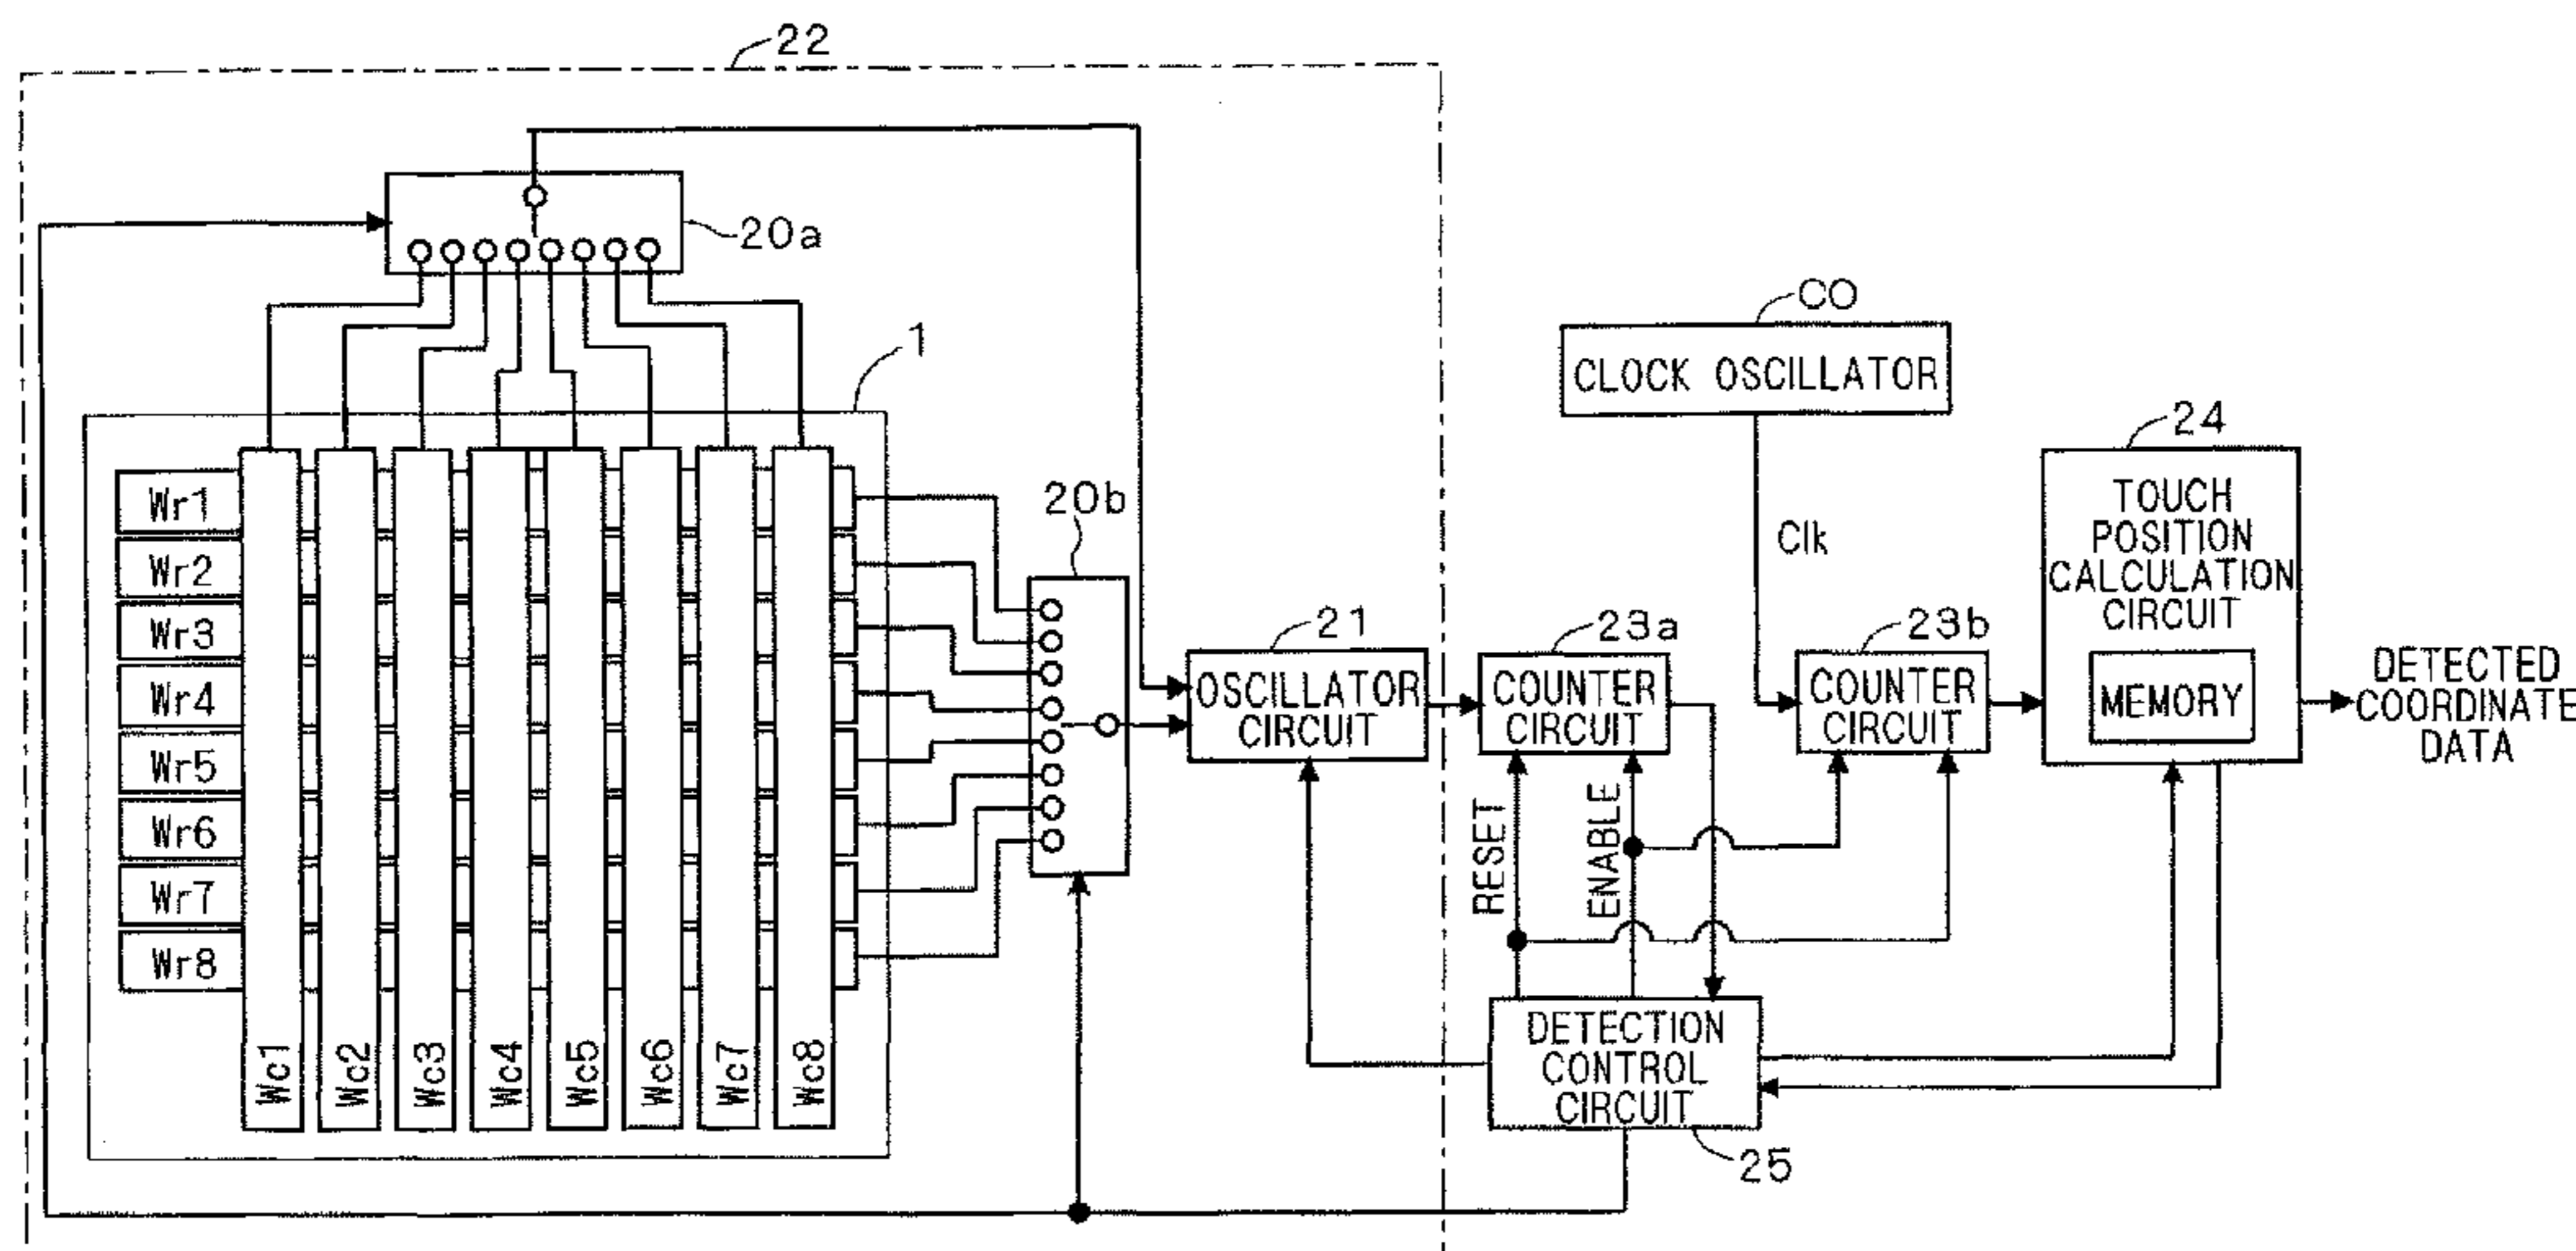 22
20a
1
CO
CLOCK OSCILLATOR
24
Wr1
Wr2
Wr3
Wr4
Wr5
Wr6
Wr7
Wr8
Wc1
Wc2
Wc3
Wc4
Wc5
Wc6
Wc7
Wc8
20b
21
OSCILLATOR
CIRCUIT
23a
COUNTER
CIRCUIT
Clk
23b
COUNTER
CIRCUIT
TOUCH
POSITION
CALCULATION
CIRCUIT
MEMORY
DETECTED
COORDINATE
DATA
RESET
ENABLE
DETECTION
CONTROL
CIRCUIT
25